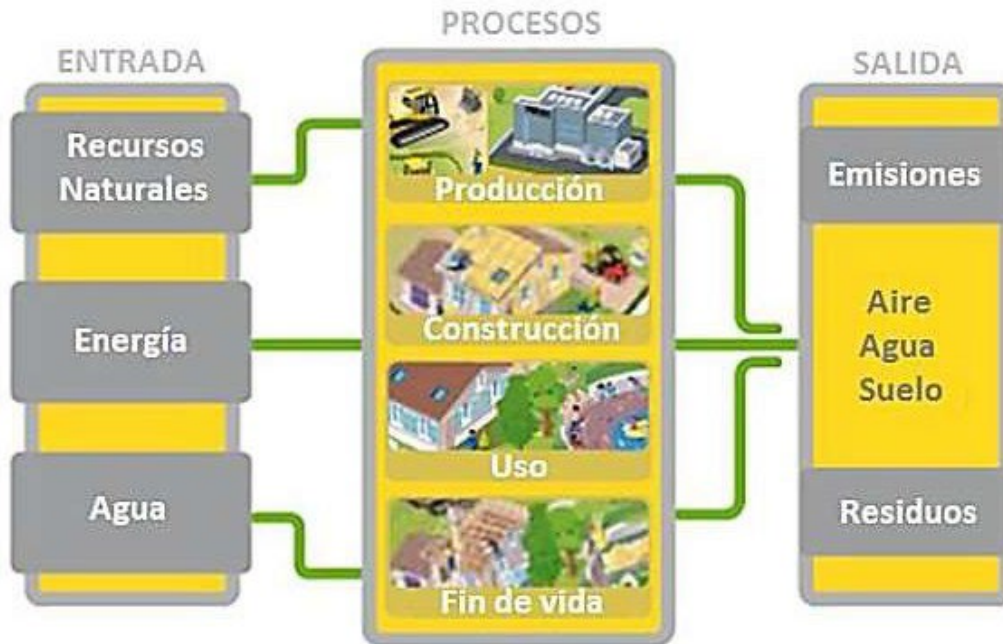 ENTRADA
Recursos
Naturales
Energía
Agua
PROCESOS
Producción
Construcción
Uso
Fin de vida
SALIDA
Emisiones
Aire
Agua
Suelo
Residuos